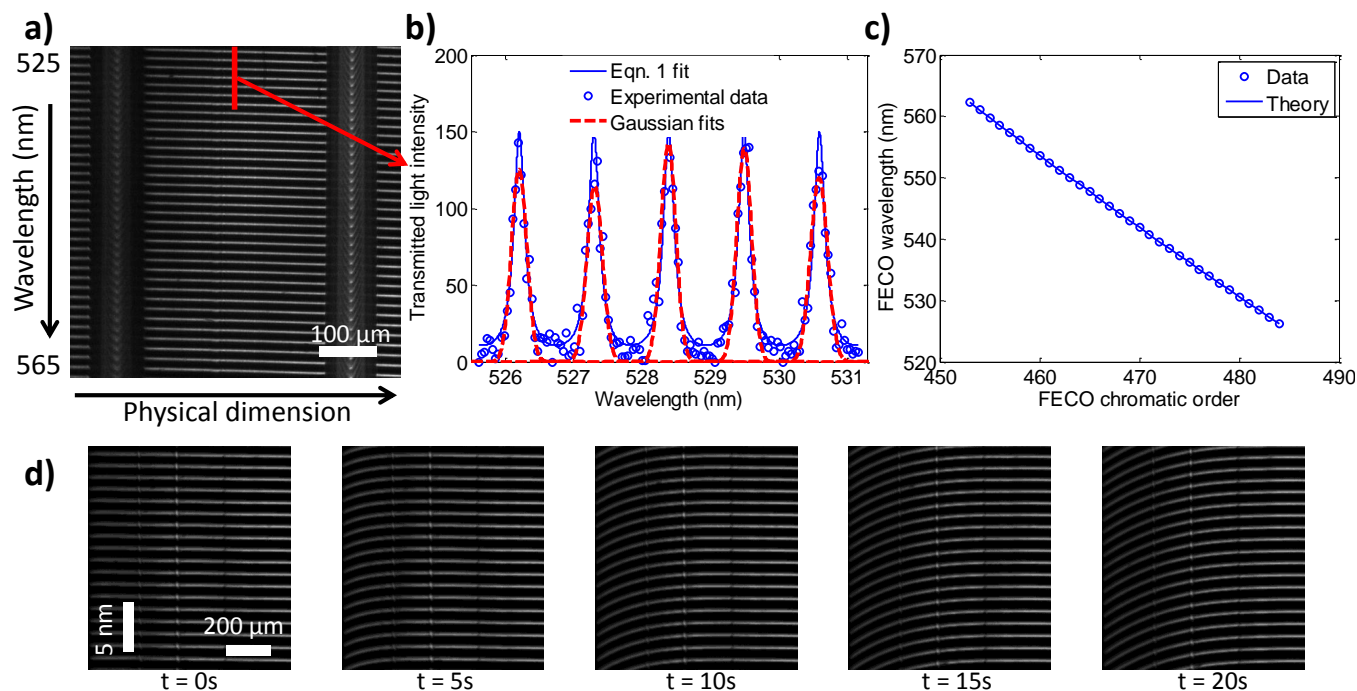 a)
525
Wavelength (nm)
565
100 µm
Physical dimension
b)
200
150
100
50
0
Transmitted light intensity
Eqn. 1 fit
Experimental data
Gaussian fits
526 527 528 529 530 531
Wavelength (nm)
c)
570
560
550
540
530
520
FECO wavelength (nm)
Data
Theory
450 460 470 480 490
FECO chromatic order
d)
5 nm
200 µm
t = 0s
t = 5s
t = 10s
t = 15s
t = 20s